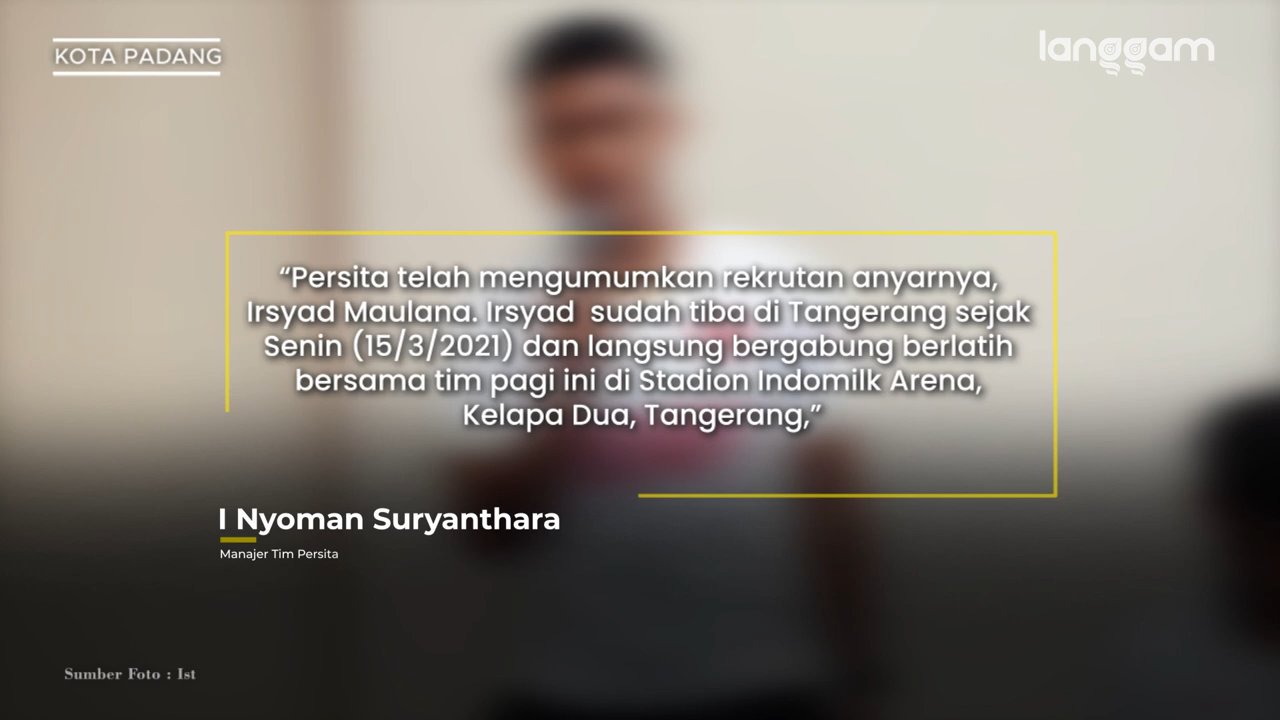 KOTA PADANG
langgam
“Persita telah mengumumkan rekrutan anyarnya,
Irsyad Maulana. Irsyad  sudah tiba di Tangerang sejak
Senin (15/3/2021) dan langsung bergabung berlatih
bersama tim pagi ini di Stadion Indomilk Arena,
Kelapa Dua, Tangerang,”
I Nyoman Suryanthara
Manajer Tim Persita
Sumber Foto : Ist